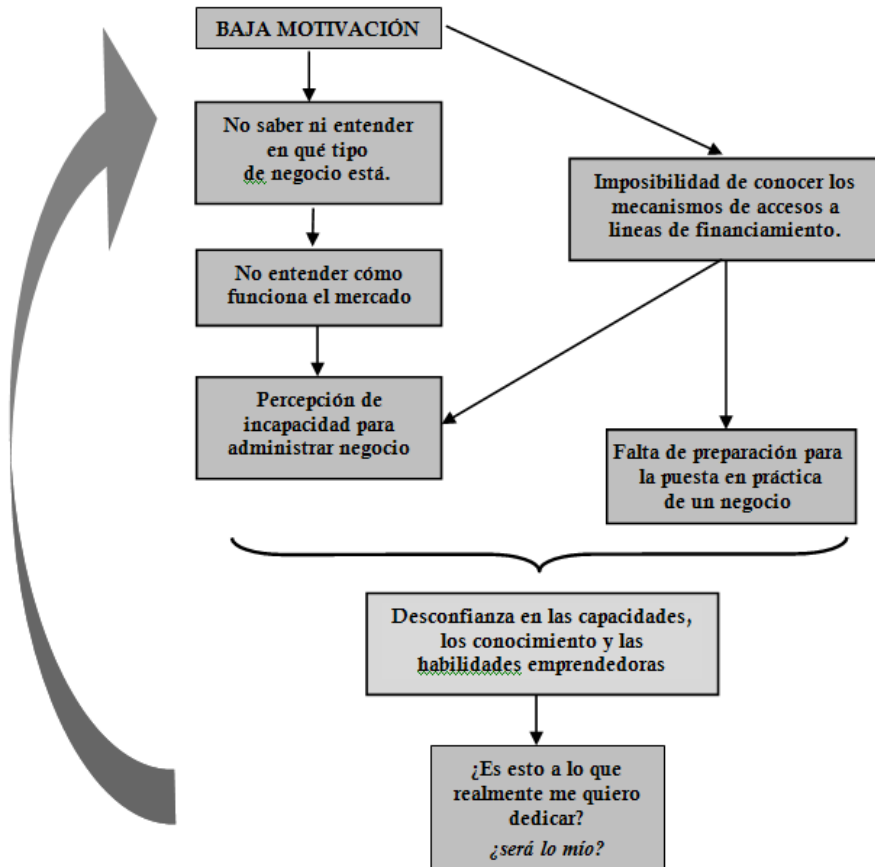 BAJA MOTIVACIÓN
No saber ni entender
en qué tipo
de negocio está.
Imposibilidad de conocer los
mecanismos de accesos a
lineas de financiamiento.
No entender cómo
funciona el mercado
Percepción de
incapacidad para
administrar negocio
Falta de preparación para
la puesta en práctica
de un negocio
Desconfianza en las capacidades,
los conocimiento y las
habilidades emprendedoras
¿Es esto a lo que
realmente me quiero
dedicar?
¿será lo mío?